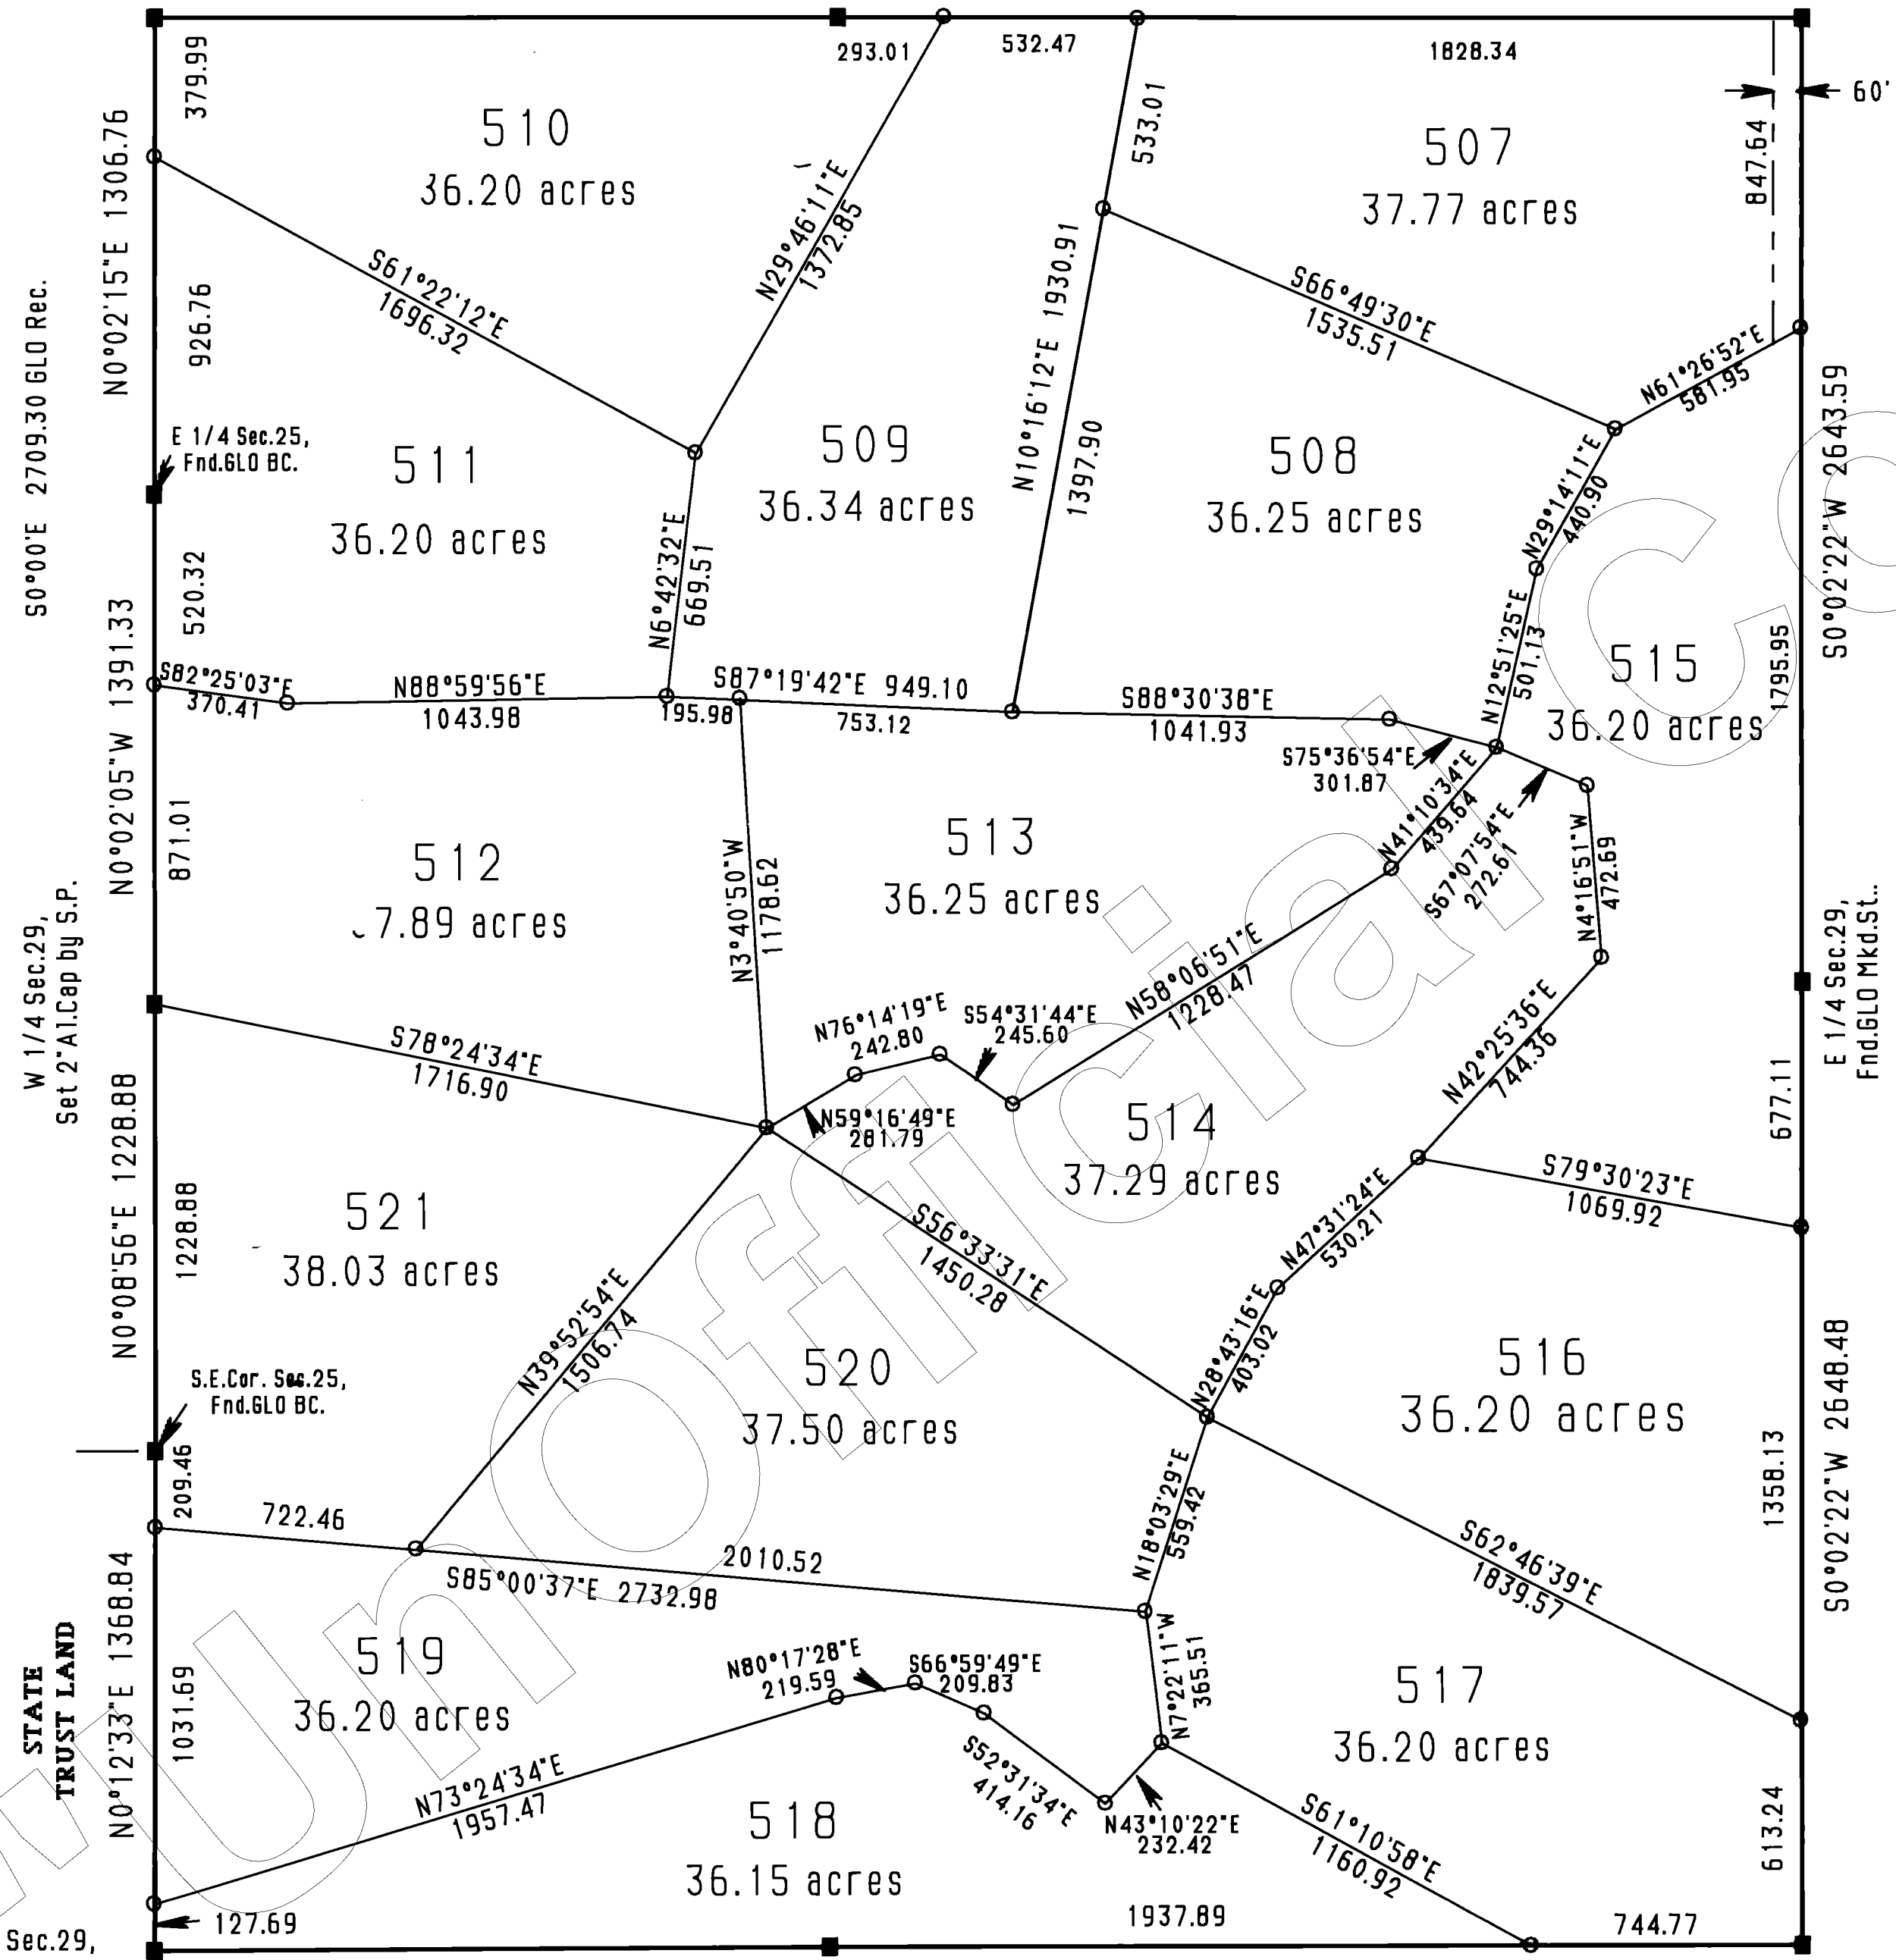 293.01
532.47
1828.34
379.99
533.01
60'
847.64
510
36.20 acres
507
37.77 acres
N0°02'15"E 1306.76
N29°46'11"E
1372.85
S61°22'12"E
1696.32
926.76
S0°00'E 2709.30 GLO Rec.
N10°16'12"E 1930.91
1397.90
S66°49'30"E
1535.51
N61°26'52"E
581.95
S0°02'22"W 2643.59
E 1/4 Sec.25,
Fnd.GLO BC.
511
36.20 acres
509
36.34 acres
508
36.25 acres
N29°14'11"E
440.90
520.32
N6°42'32"E
669.51
N12°51'25"E
501.13
515
36.20 acres
1795.95
S82°25'03"E
370.41
N88°59'56"E
1043.98
S87°19'42"E 949.10
195.98
753.12
S88°30'38"E
1041.93
S75°36'54"E
301.87
N0°02'05"W 1391.33
871.01
512
7.89 acres
N3°40'50"W
1178.62
513
36.25 acres
N41°10'34"E
439.64
S67°07'54"E
272.61
N4°16'51"W
472.69
W 1/4 Sec.29,
Set 2"Al.Cap by S.P.
E 1/4 Sec.29,
Fnd.GLO Mkd.St..
S78°24'34"E
1716.90
N76°14'19"E
242.80
S54°31'44"E
245.60
N58°06'51"E
1228.47
N42°25'36"E
744.36
677.11
N59°16'49"E
281.79
514
37.29 acres
N0°08'56"E 1228.88
1228.88
521
38.03 acres
S79°30'23"E
1069.92
N47°31'24"E
530.21
S56°33'31"E
1450.28
N39°52'54"E
1506.74
N28°43'16"E
403.02
520
37.50 acres
516
36.20 acres
S.E.Cor. Sec.25,
Fnd.GLO BC.
209.46
1358.13
S0°02'22"W 2648.48
722.46
2010.52
S85°00'37"E 2732.98
N18°03'29"E
559.42
S62°46'39"E
1839.57
STATE
TRUST LAND
N0°12'33"E 1368.84
1031.69
519
36.20 acres
N80°17'28"E
219.59
S66°59'49"E
209.83
N7°22'11"W
365.51
517
36.20 acres
N73°24'34"E
1957.47
S52°31'34"E
414.16
N43°10'22"E
232.42
S61°10'58"E
1160.92
613.24
518
36.15 acres
127.69
1937.89
744.77
Sec.29,
Unofficial